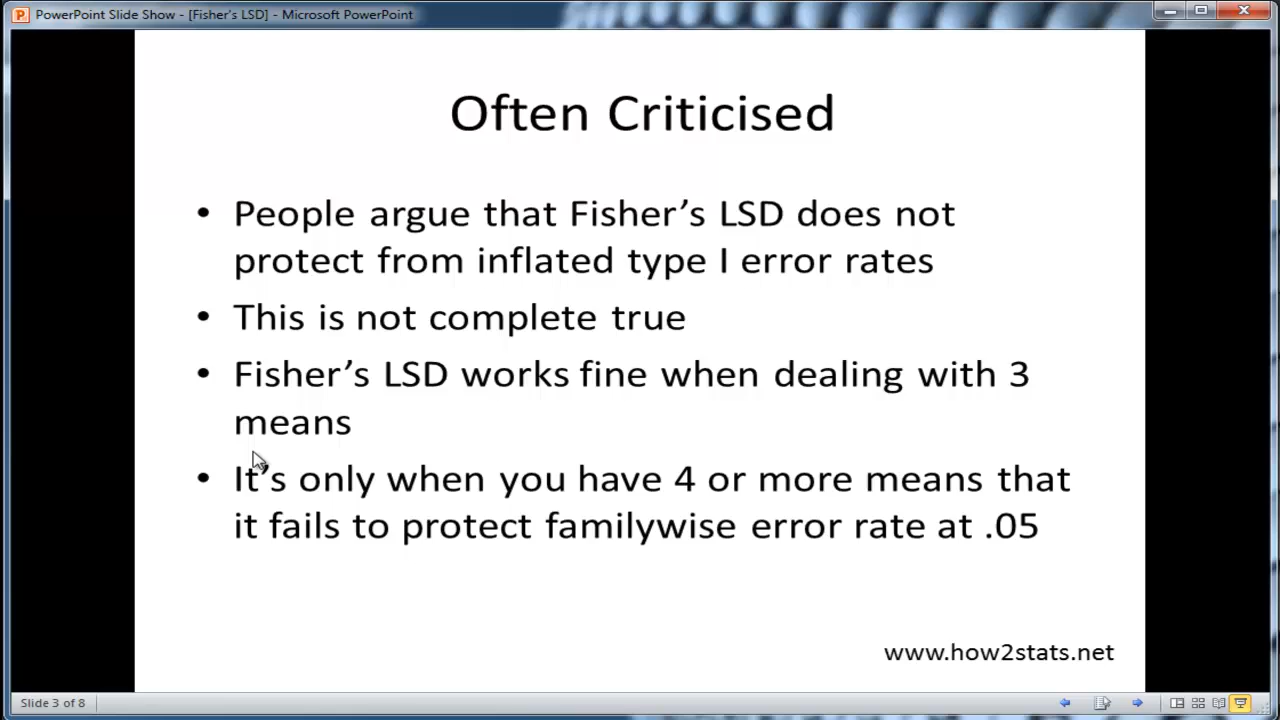 PowerPoint Slide Show - [Fisher's LSD] - Microsoft PowerPoint
Often Criticised
• People argue that Fisher’s LSD does not
protect from inflated type I error rates
• This is not complete true
• Fisher’s LSD works fine when dealing with 3
means
• It’s only when you have 4 or more means that
it fails to protect familywise error rate at .05
www.how2stats.net
Slide 3 of 8